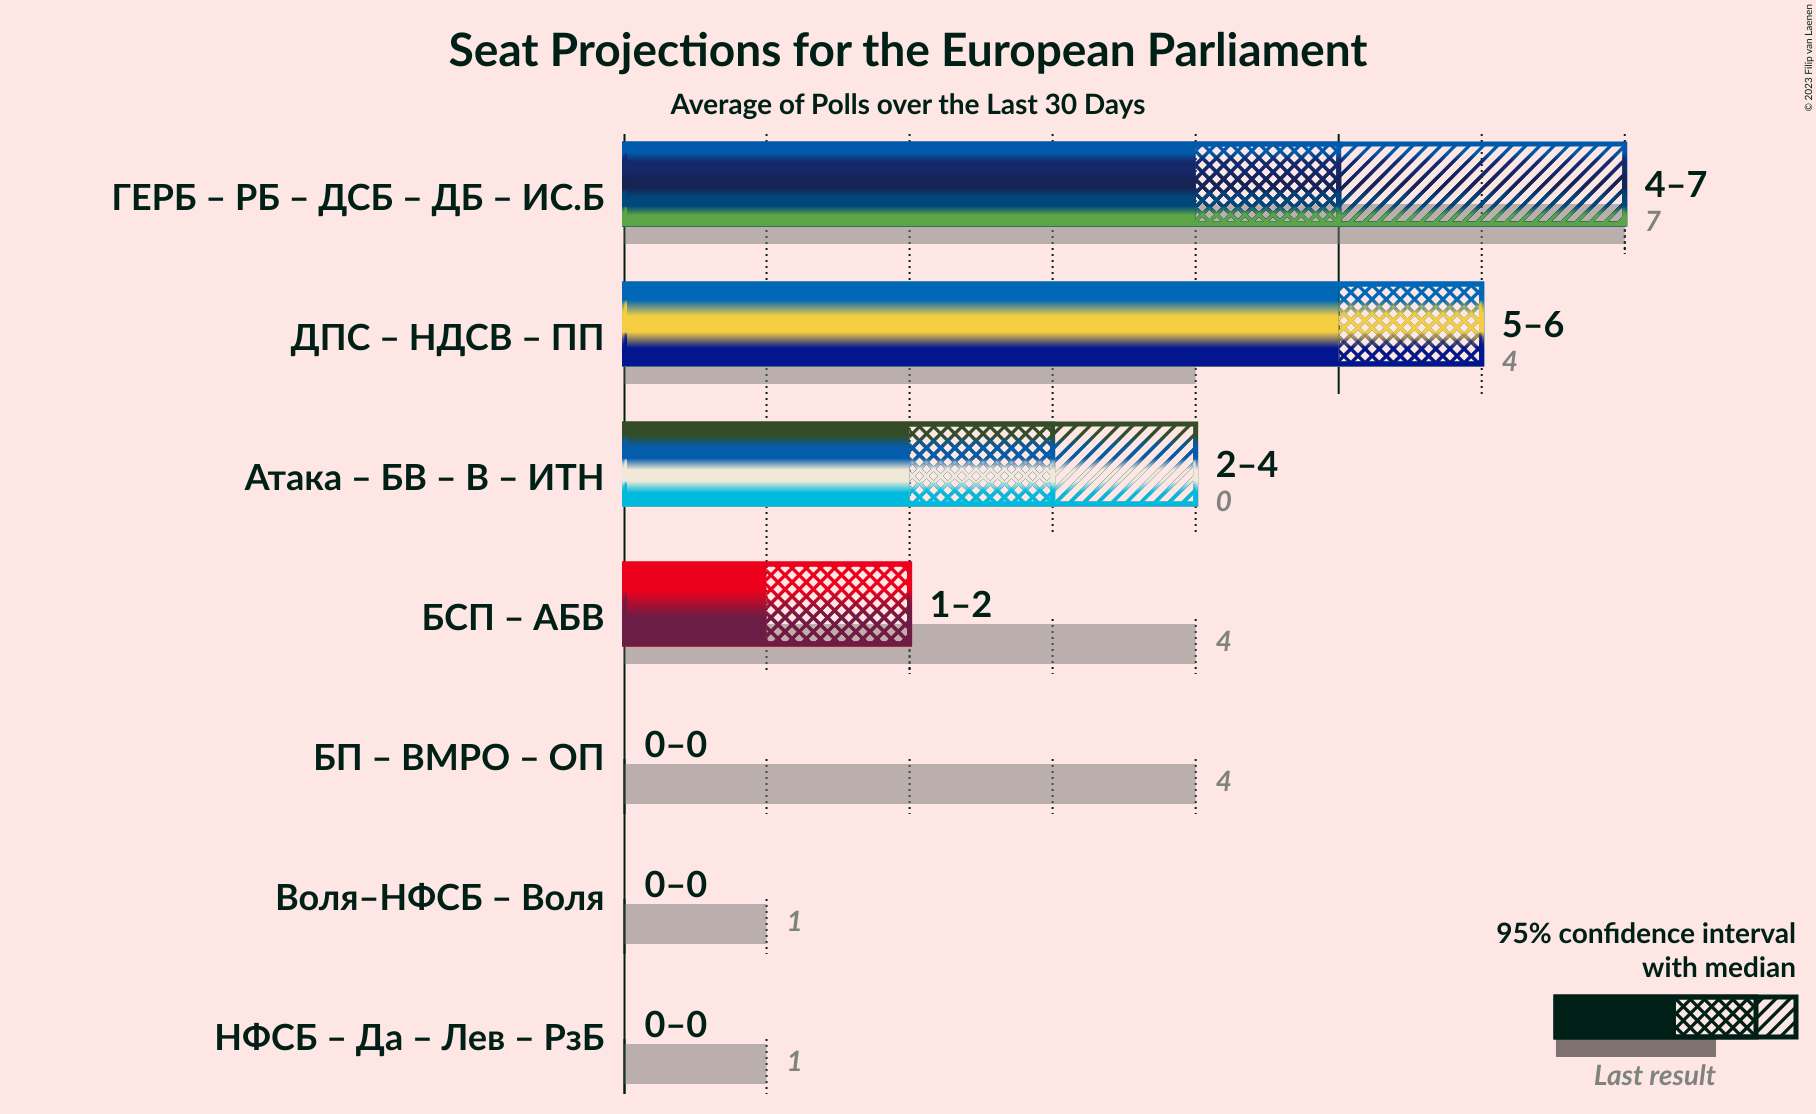 Seat Projections for the European Parliament
Average of Polls over the Last 30 Days
© 2023 Filip van Laenen
ГЕРБ – РБ – ДСБ – ДБ – ИС.Б
4–7
7
ДПС – НДСВ – ПП
5–6
4
Атака – БВ – В – ИТН
2–4
0
БСП – АБВ
1–2
4
БП – ВМРО – ОП
0–0
4
Воля–НФСБ – Воля
0–0
1
НФСБ – Да – Лев – РзБ
0–0
1
95% confidence interval
with median
Last result